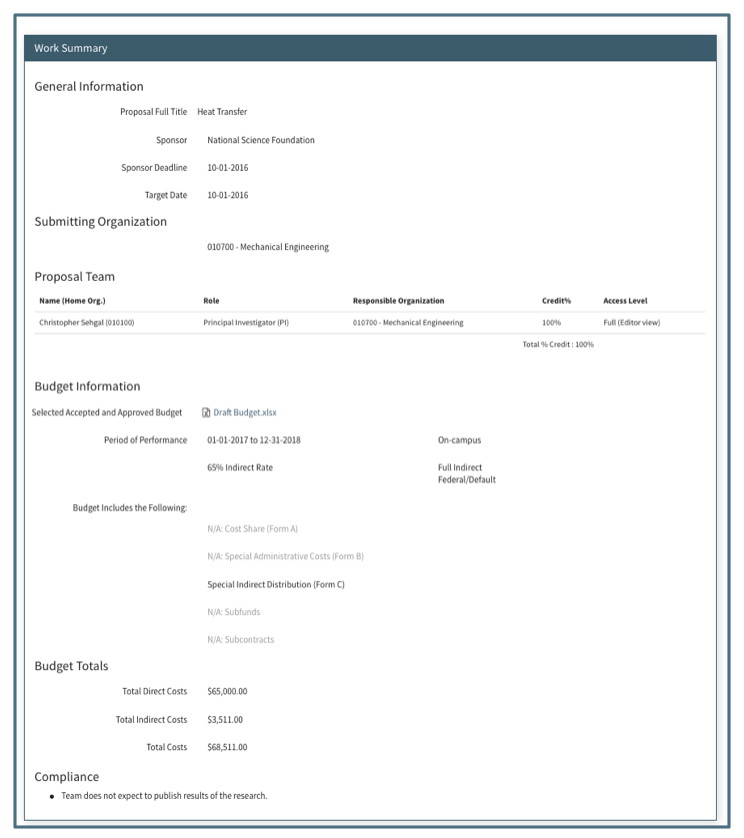 Work Summary
General Information
Proposal Full Title Heat Transfer
Sponsor National Science Foundation
Sponsor Deadline 10-01-2016
Target Date 10-01-2016
Submitting Organization
010700 - Mechanical Engineering
Proposal Team
Name (Home Org.) Role Responsible Organization Credit% Access Level
Christopher Sehgal (010100) Principal Investigator (PI) 010700 - Mechanical Engineering 100% Full (Editor view)
Total % Credit : 100%
Budget Information
Selected Accepted and Approved Budget Draft Budget.xlsx
Period of Performance 01-01-2017 to 12-31-2018 On-campus
65% Indirect Rate Full Indirect
Federal/Default
Budget Includes the Following:
N/A: Cost Share (Form A)
N/A: Special Administrative Costs (Form B)
Special Indirect Distribution (Form C)
N/A: Subfunds
N/A: Subcontracts
Budget Totals
Total Direct Costs $65,000.00
Total Indirect Costs $3,511.00
Total Costs $68,511.00
Compliance
• Team does not expect to publish results of the research.